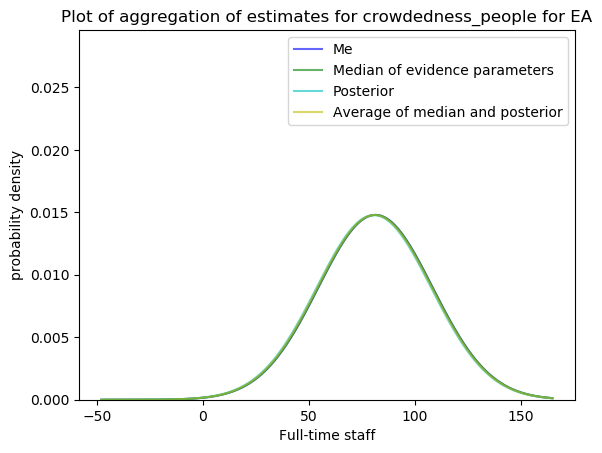 Plot of aggregation of estimates for crowdedness_people for EA
Me
Median of evidence parameters
Posterior
Average of median and posterior
probability density
0.025
0.020
0.015
0.010
0.005
0.000
−50
0
50
100
150
Full-time staff